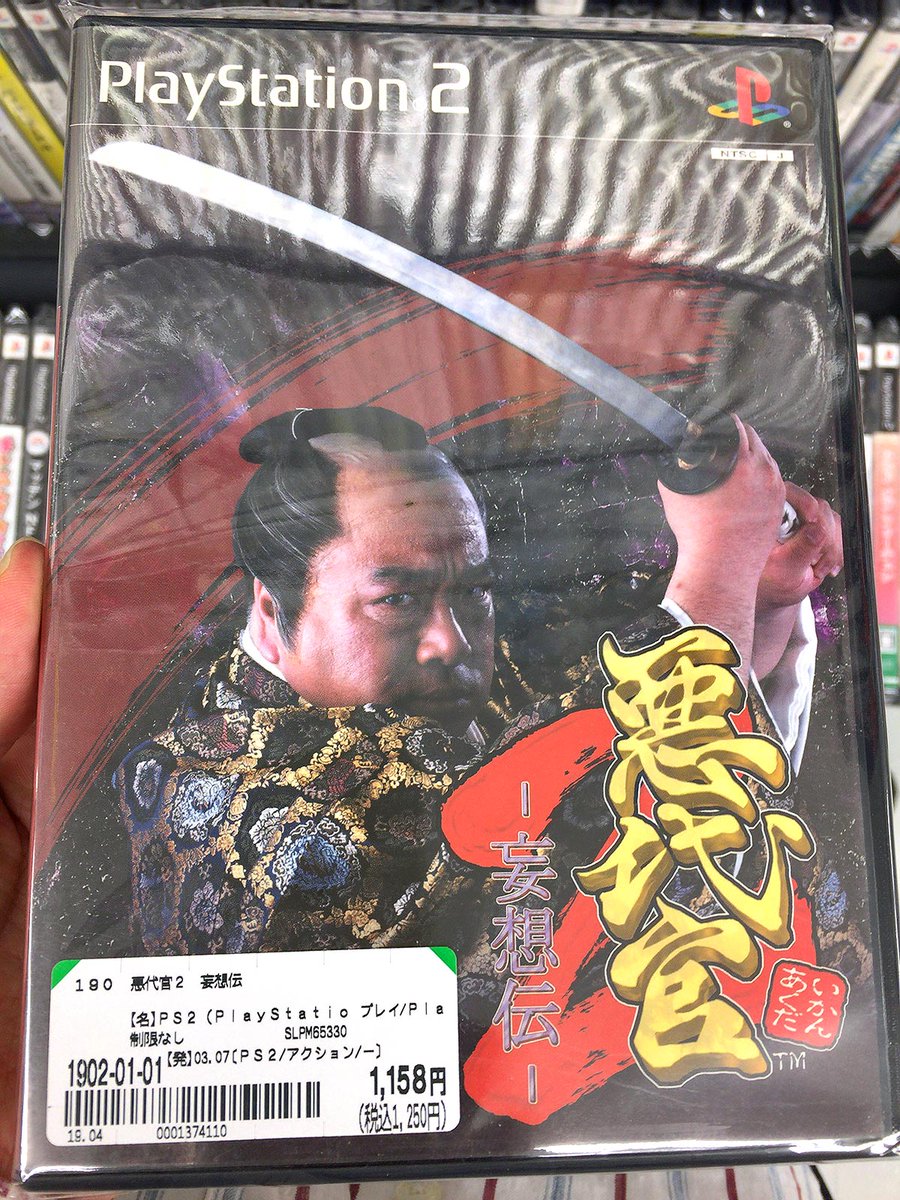 PlayStation 2
NTSC J
悪代官
2
－妄想伝－
いかん
あくだ
TM
190 悪代官2 妄想伝
【名】PS2 (PlayStatio プレイ/Pla
制限なし SLPM65330
【発】03.07〔PS2/アクション/ー〕
1902-01-01
1,158円
(税込1,250円)
19.04 0001374110